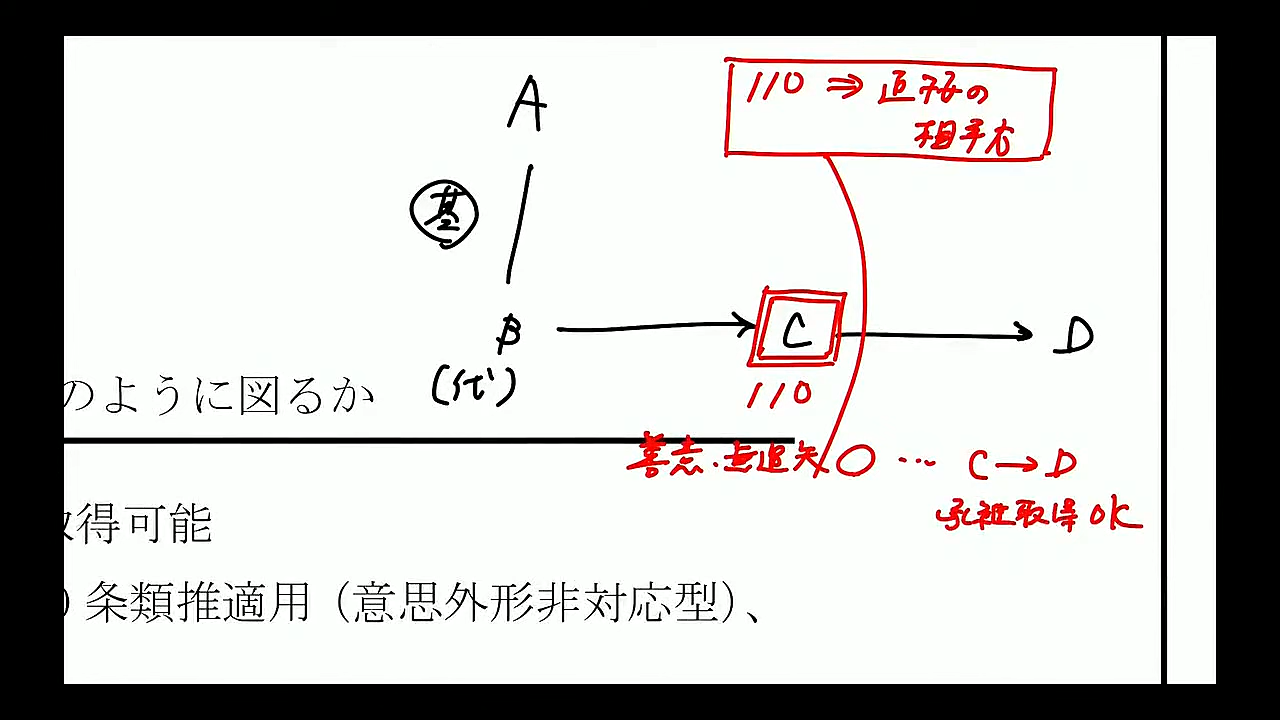 A
110 ⇒ 直接の
相手方
基
B
C
D
(代)
110
のように図るか
善意・無過失 ○ … C→D
承継取得OK
取得可能
0条類推適用（意思外形非対応型）、